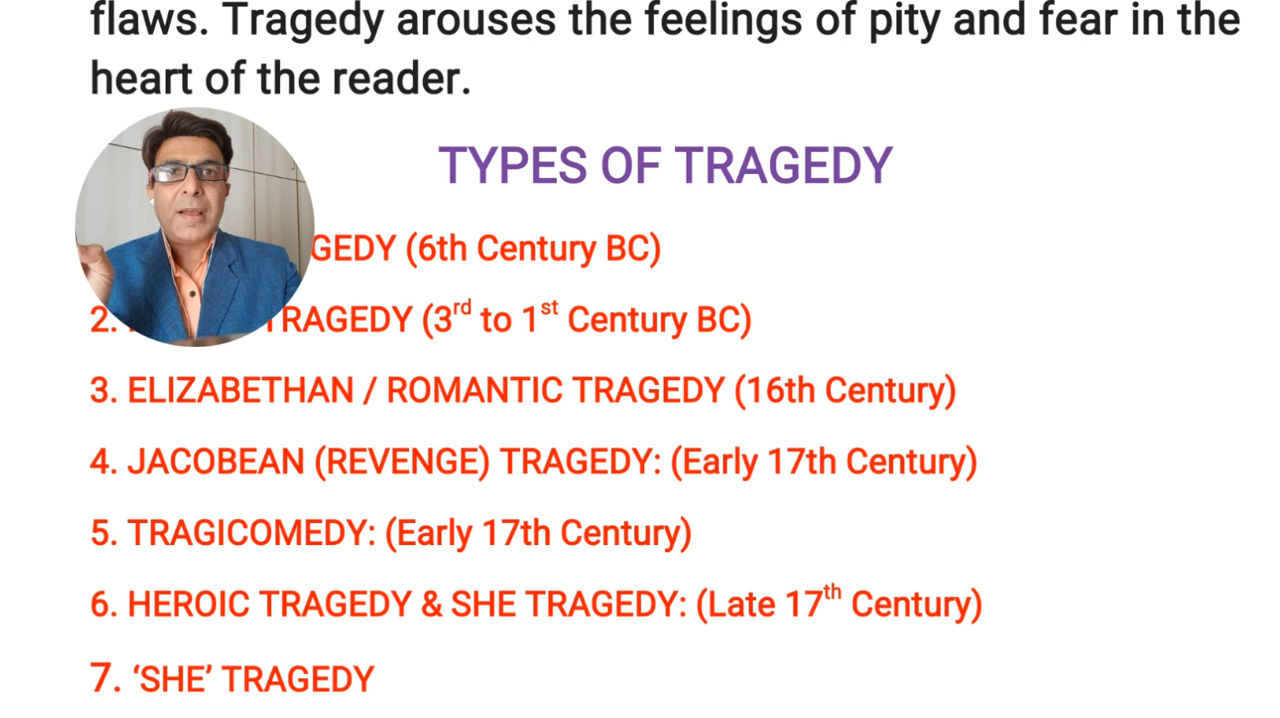 flaws. Tragedy arouses the feelings of pity and fear in the
heart of the reader.
TYPES OF TRAGEDY
GEDY (6th Century BC)
2. TRAGEDY (3rd to 1st Century BC)
3. ELIZABETHAN / ROMANTIC TRAGEDY (16th Century)
4. JACOBEAN (REVENGE) TRAGEDY: (Early 17th Century)
5. TRAGICOMEDY: (Early 17th Century)
6. HEROIC TRAGEDY & SHE TRAGEDY: (Late 17th Century)
7. ‘SHE’ TRAGEDY